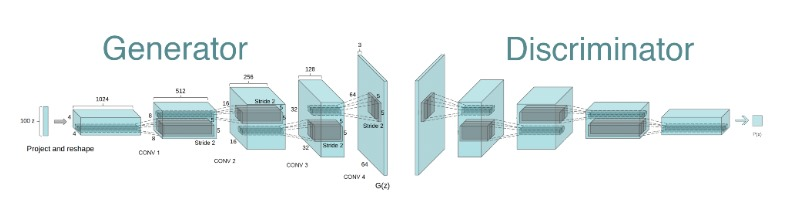 Generator
Discriminator
3
128
256
512
1024
64
5
5
Stride 2
16
Stride 2
5
5
32
5
5
Stride 2
8
5
5
Stride 2
100 z
4
4
Project and reshape
8
CONV 1
16
CONV 2
32
CONV 3
64
CONV 4
G(z)